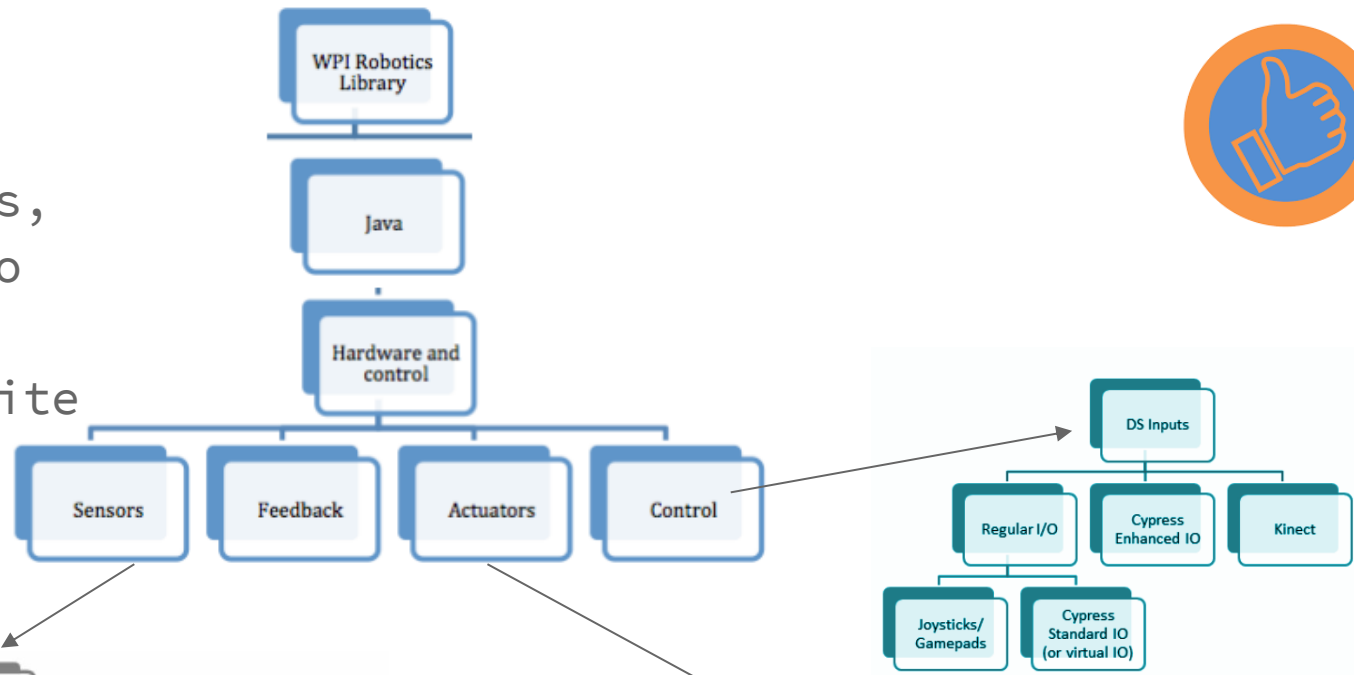 WPI Robotics
Library
s,
Java
o
Hardware and
control
ite
DS Inputs
Sensors
Feedback
Actuators
Control
Regular I/O
Cypress
Enhanced IO
Kinect
Joysticks/
Gamepads
Cypress
Standard IO
(or virtual IO)